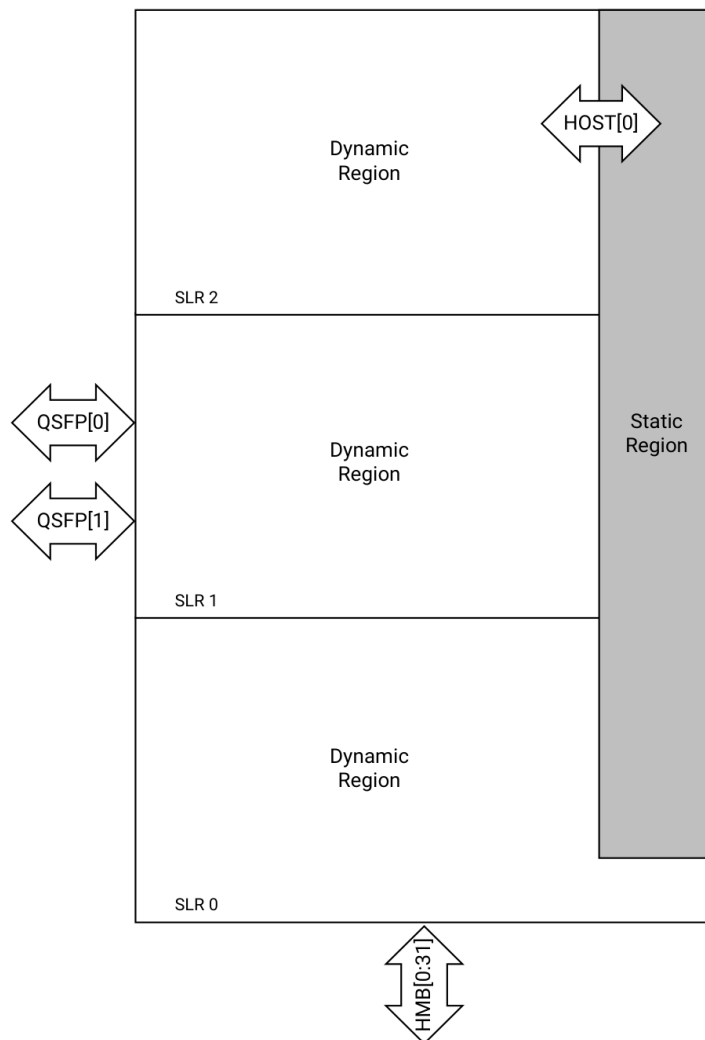 HOST[0]
Dynamic
Region
SLR 2
QSFP[0]
QSFP[1]
Dynamic
Region
Static
Region
SLR 1
Dynamic
Region
SLR 0
HMB[0:31]